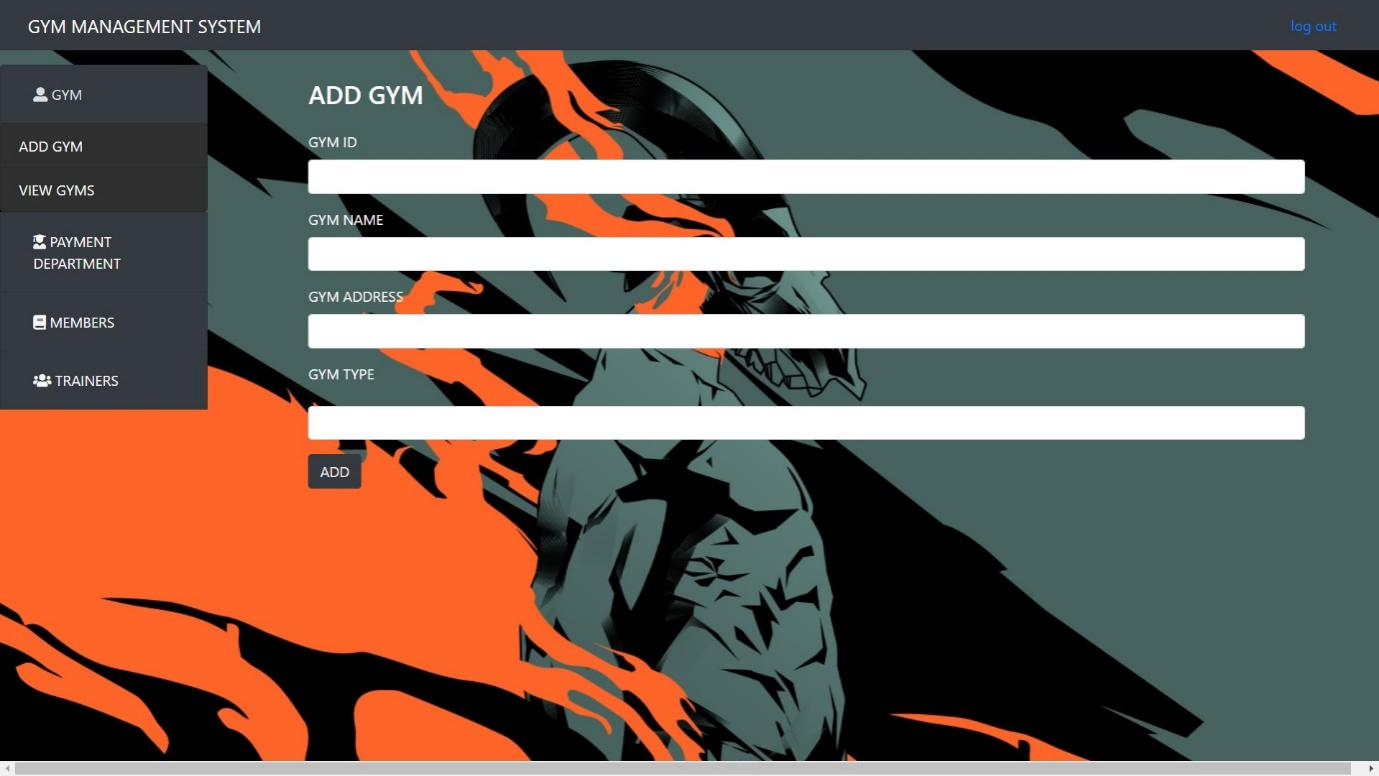 GYM MANAGEMENT SYSTEM
log out
GYM
ADD GYM
VIEW GYMS
PAYMENT
DEPARTMENT
MEMBERS
TRAINERS
ADD GYM
GYM ID
GYM NAME
GYM ADDRESS
GYM TYPE
ADD